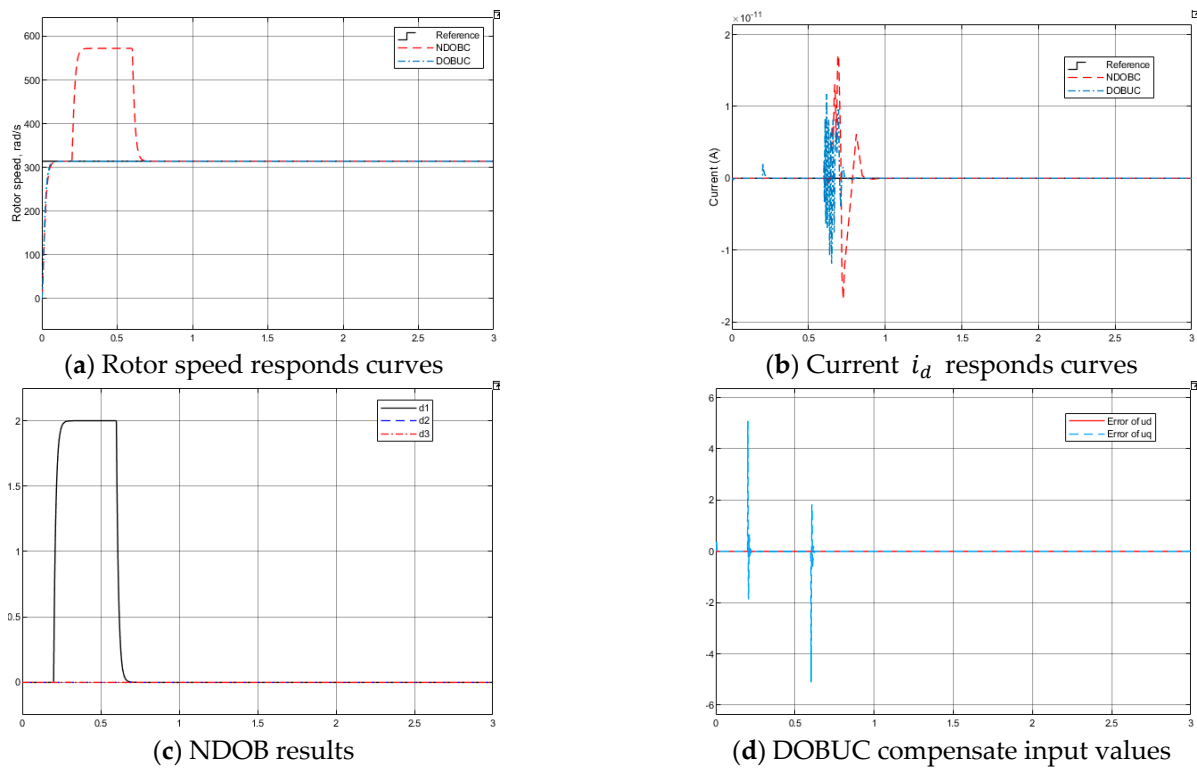 Rotor speed, rad/s
600
500
400
300
200
100
0
0 0.5 1 1.5 2 2.5 3
Reference
NDOBC
DOBUC
(a) Rotor speed responds curves
× 10⁻¹¹
Current (A)
2
1
0
-1
-2
0 0.5 1 1.5 2 2.5 3
Reference
NDOBC
DOBUC
(b) Current i_d responds curves
2
1.5
1
0.5
0
0 0.5 1 1.5 2 2.5 3
d1
d2
d3
(c) NDOB results
6
4
2
0
-2
-4
-6
0 0.5 1 1.5 2 2.5 3
Error of ud
Error of uq
(d) DOBUC compensate input values